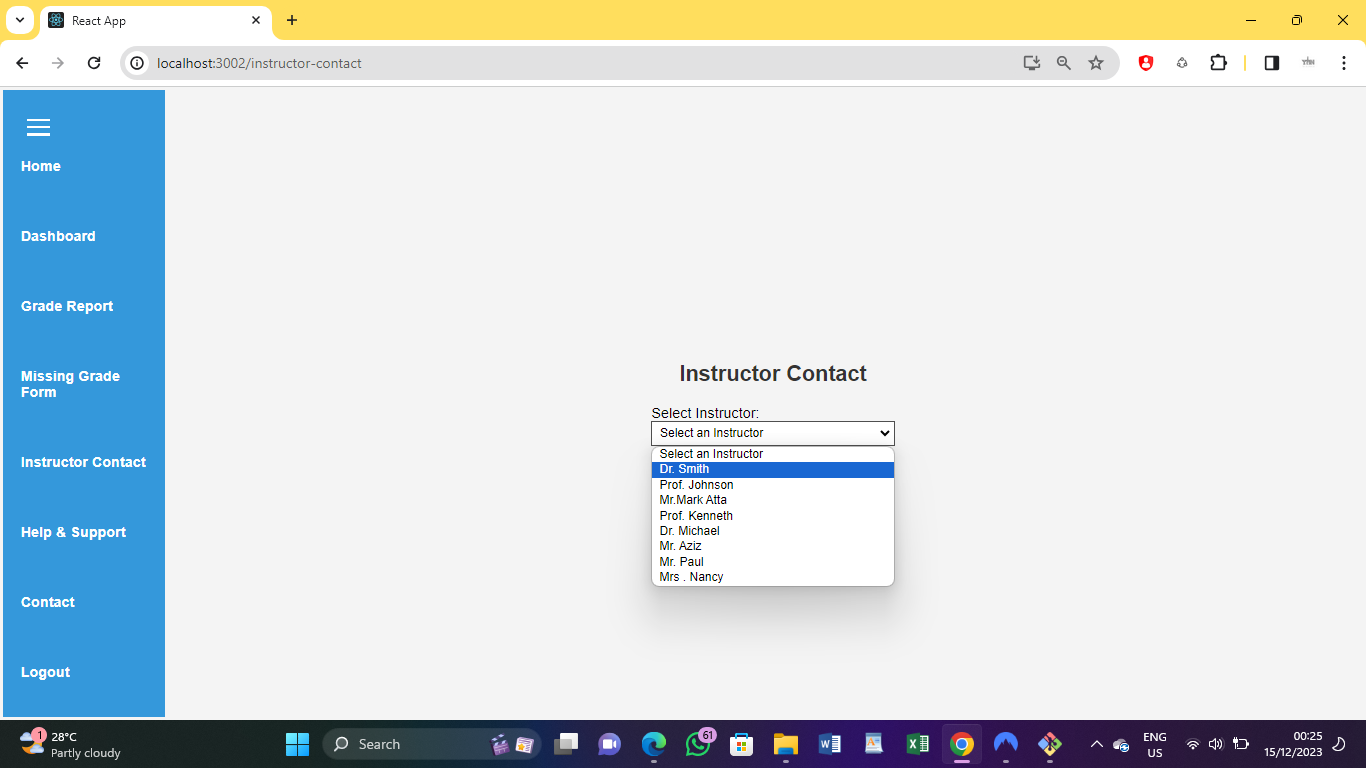 React App
localhost:3002/instructor-contact
Home
Dashboard
Grade Report
Missing Grade
Form
Instructor Contact
Help & Support
Contact
Logout
Instructor Contact
Select Instructor:
Select an Instructor
Select an Instructor
Dr. Smith
Prof. Johnson
Mr.Mark Atta
Prof. Kenneth
Dr. Michael
Mr. Aziz
Mr. Paul
Mrs . Nancy
1
28°C
Partly cloudy
Search
61
ENG
US
00:25
15/12/2023